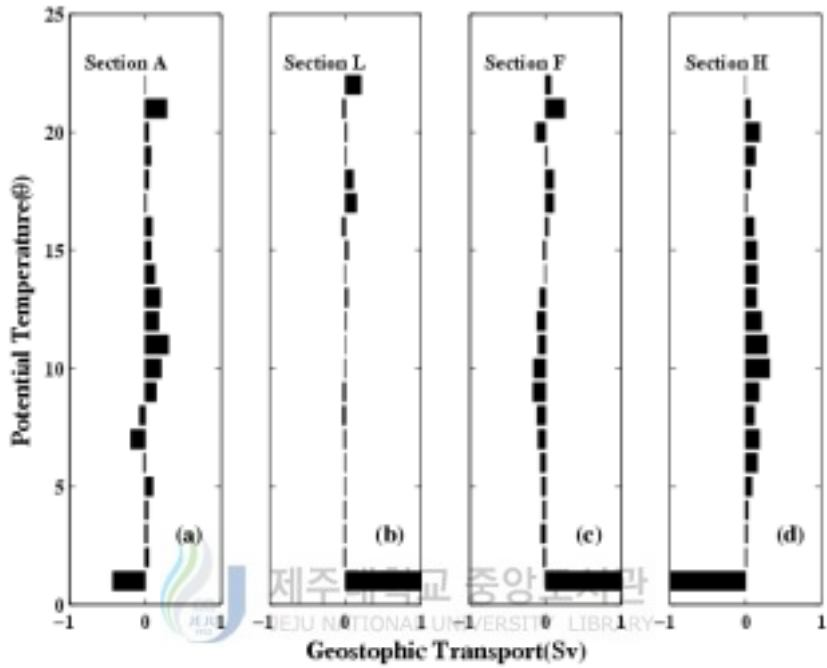 25
20
15
10
5
0
Potential Temperature(θ)
Section A
Section L
Section F
Section H
(a)
(b)
(c)
(d)
제주대학교 중앙도서관
JEJU
1952
JEJU NATIONAL UNIVERSITY LIBRARY
-1 0 1
-1 0 1
-1 0 1
-1 0 1
Geostophic Transport(Sv)